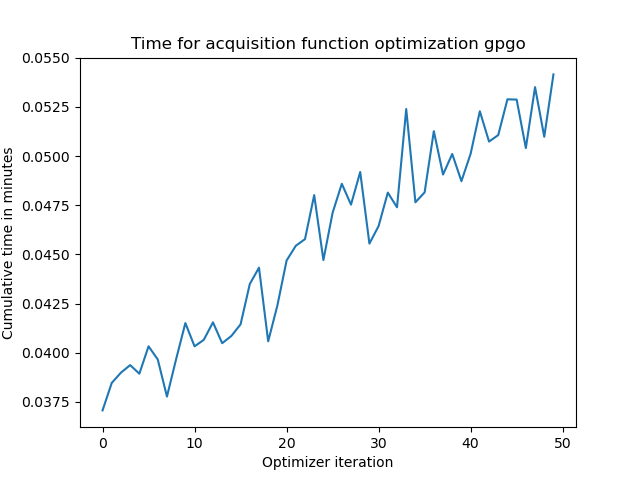 Time for acquisition function optimization gpgo
Cumulative time in minutes
0.0550
0.0525
0.0500
0.0475
0.0450
0.0425
0.0400
0.0375
0 10 20 30 40 50
Optimizer iteration